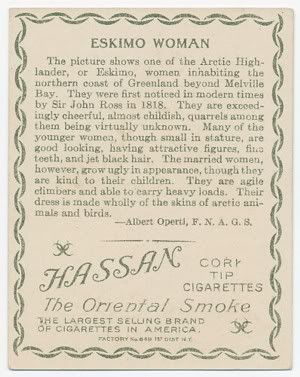 ESKIMO WOMAN
The picture shows one of the Arctic High-
lander, or Eskimo, women inhabiting the
northern coast of Greenland beyond Melville
Bay. They were first noticed in modern times
by Sir John Ross in 1818. They are exceed-
ingly cheerful, almost childish, quarrels among
them being virtually unknown. Many of the
younger women, though small in stature, are
good looking, having attractive figures, fine
teeth, and jet black hair. The married women,
however, grow ugly in appearance, though they
are kind to their children. They are agile
climbers and able to carry heavy loads. Their
dress is made wholly of the skins of arctic ani-
mals and birds.
—Albert Operti, F. N. A. G. S.
HASSAN
CORK
TIP
CIGARETTES
The Oriental Smoke
THE LARGEST SELLING BRAND
OF CIGARETTES IN AMERICA.
FACTORY No. 649 1ST DIST. N.Y.